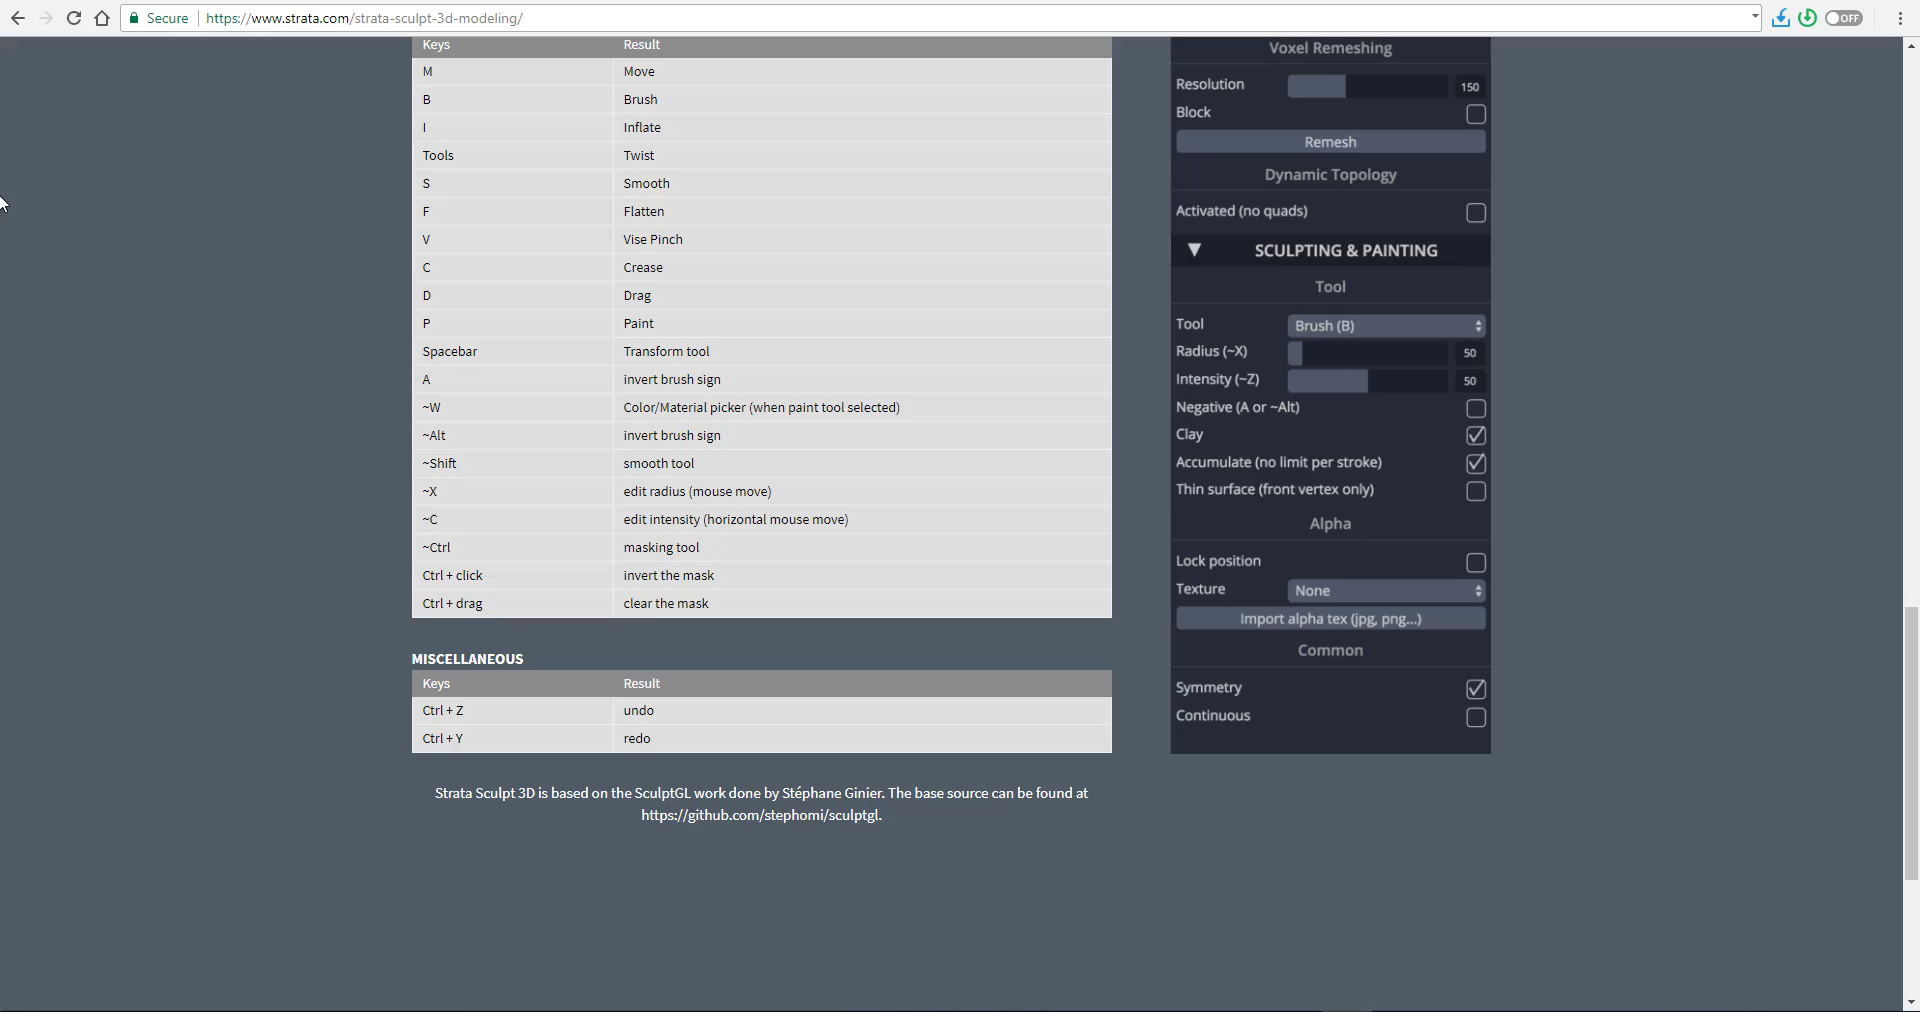 Secure https://www.strata.com/strata-sculpt-3d-modeling/ OFF
Keys Result
M Move
B Brush
I Inflate
Tools Twist
S Smooth
F Flatten
V Vise Pinch
C Crease
D Drag
P Paint
Spacebar Transform tool
A invert brush sign
~W Color/Material picker (when paint tool selected)
~Alt invert brush sign
~Shift smooth tool
~X edit radius (mouse move)
~C edit intensity (horizontal mouse move)
~Ctrl masking tool
Ctrl + click invert the mask
Ctrl + drag clear the mask
MISCELLANEOUS
Keys Result
Ctrl + Z undo
Ctrl + Y redo
Strata Sculpt 3D is based on the SculptGL work done by Stéphane Ginier. The base source can be found at
https://github.com/stephomi/sculptgl.
Voxel Remeshing
Resolution 150
Block
Remesh
Dynamic Topology
Activated (no quads)
SCULPTING & PAINTING
Tool
Tool Brush (B)
Radius (~X) 50
Intensity (~Z) 50
Negative (A or ~Alt)
Clay
Accumulate (no limit per stroke)
Thin surface (front vertex only)
Alpha
Lock position
Texture None
Import alpha tex (jpg, png...)
Common
Symmetry
Continuous